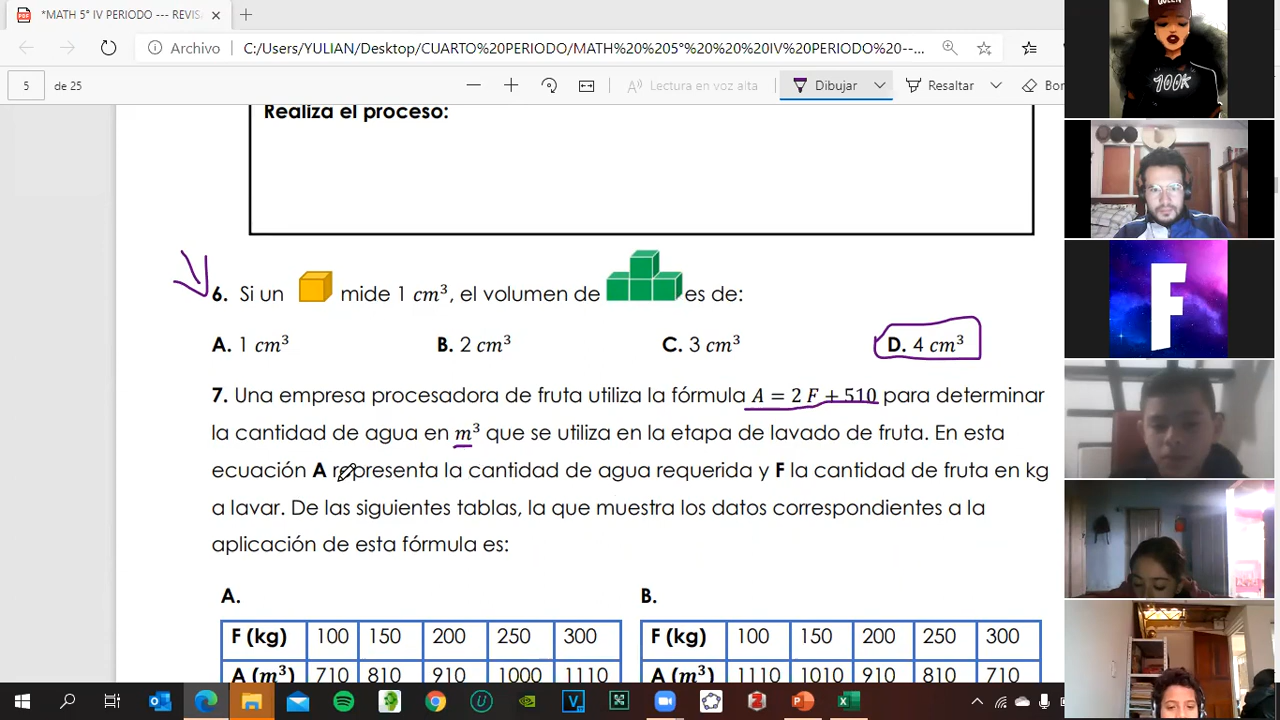 *MATH 5° IV PERIODO --- REVIS
Archivo
C:/Users/YULIAN/Desktop/CUARTO%20PERIODO/MATH%20%205°%20%20%20IV%20PERIODO%20--...
5 de 25
Lectura en voz alta
Dibujar
Resaltar
Bor
Realiza el proceso:
6. Si un mide 1 cm³, el volumen de es de:
A. 1 cm³ B. 2 cm³ C. 3 cm³ D. 4 cm³
7. Una empresa procesadora de fruta utiliza la fórmula A = 2 F + 510 para determinar
la cantidad de agua en m³ que se utiliza en la etapa de lavado de fruta. En esta
ecuación A representa la cantidad de agua requerida y F la cantidad de fruta en kg
a lavar. De las siguientes tablas, la que muestra los datos correspondientes a la
aplicación de esta fórmula es:
A.
F (kg) 100 150 200 250 300
A (m³) 710 810 910 1000 1110
B.
F (kg) 100 150 200 250 300
A (m³) 1110 1010 910 810 710
QUEEN
100K
F